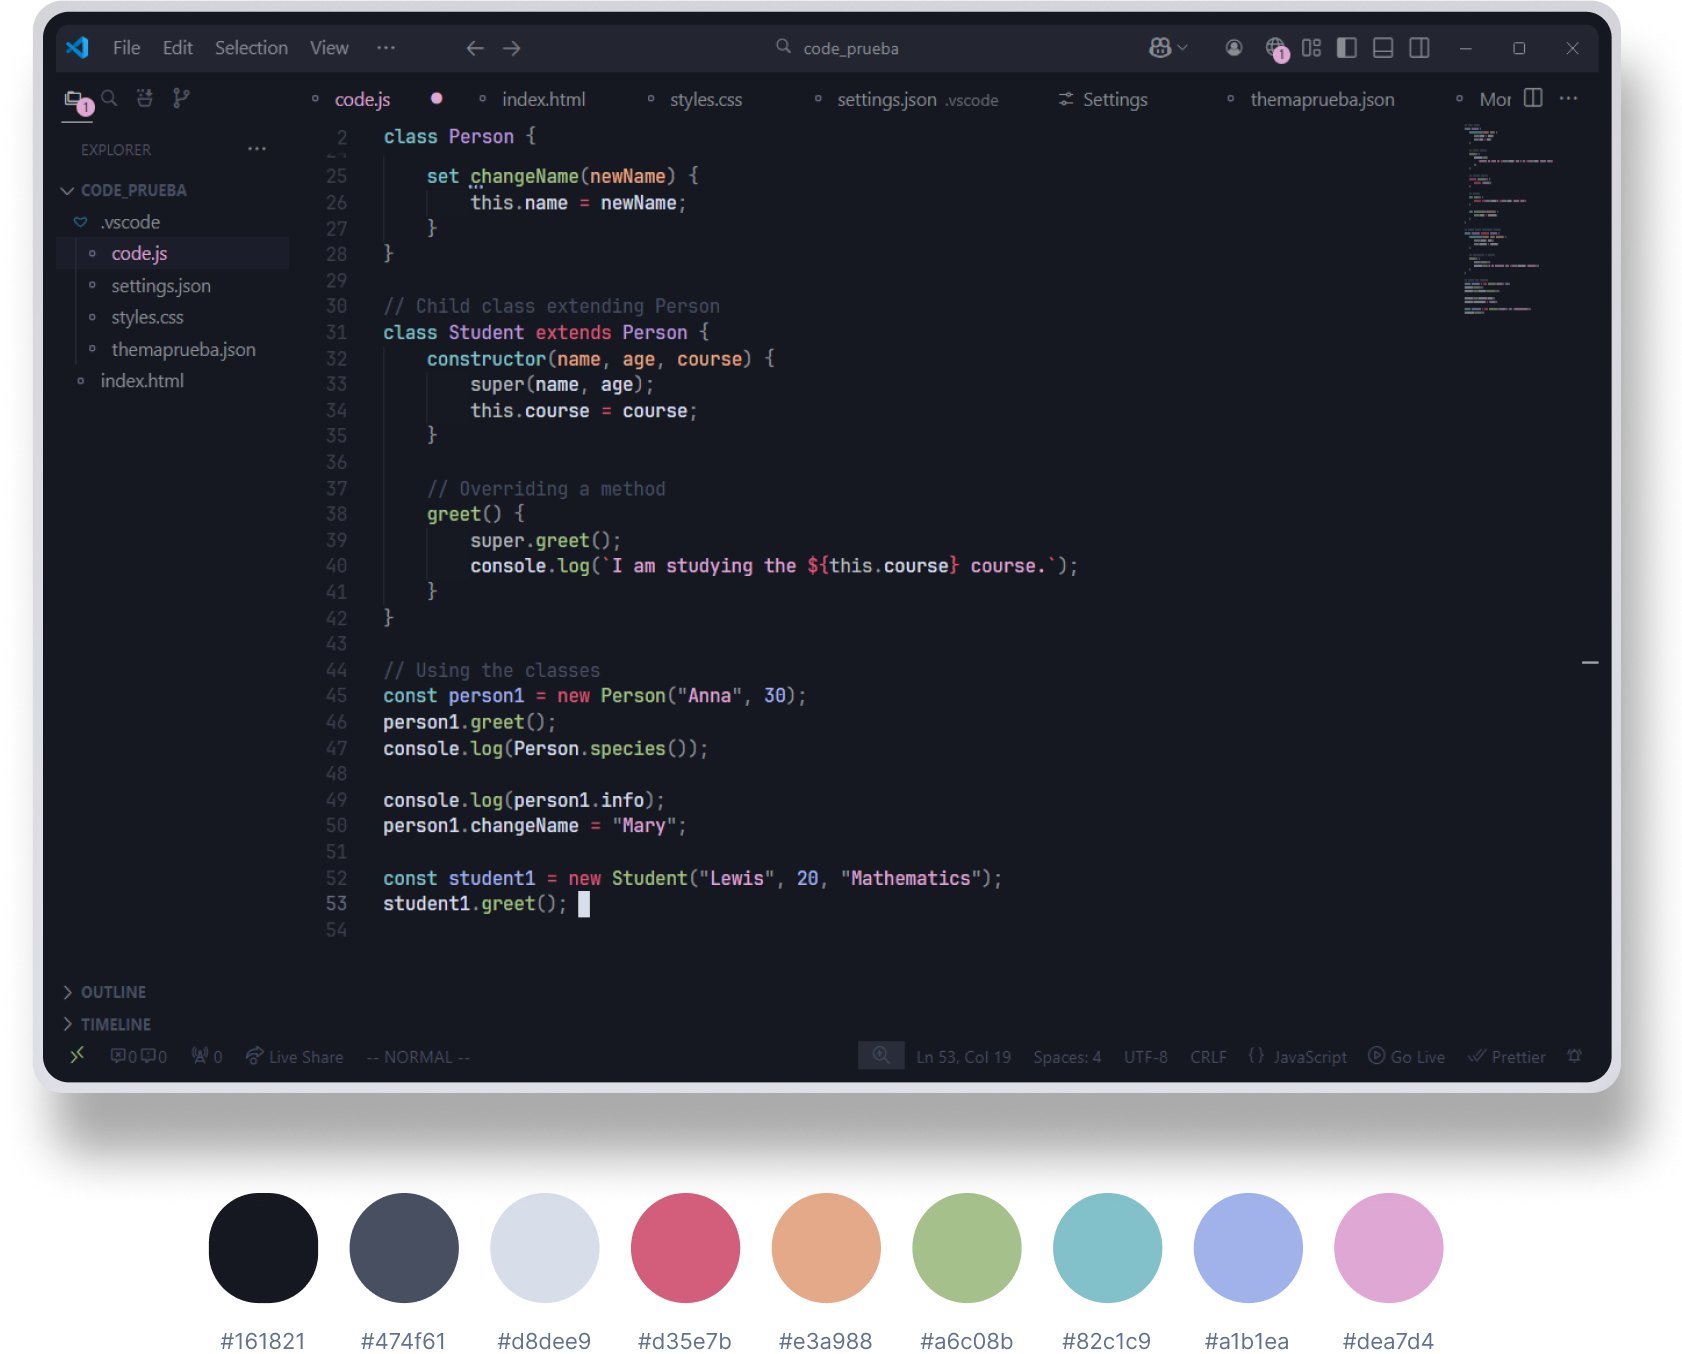 File Edit Selection View ··· ← → code_prueba
1
1 code.js index.html styles.css settings.json .vscode Settings themaprueba.json Mor ···
EXPLORER ···
CODE_PRUEBA
.vscode
code.js
settings.json
styles.css
themaprueba.json
index.html
2 class Person {
25     set changeName(newName) {
26         this.name = newName;
27     }
28 }
29
30 // Child class extending Person
31 class Student extends Person {
32     constructor(name, age, course) {
33         super(name, age);
34         this.course = course;
35     }
36
37     // Overriding a method
38     greet() {
39         super.greet();
40         console.log(`I am studying the ${this.course} course.`);
41     }
42 }
43
44 // Using the classes
45 const person1 = new Person("Anna", 30);
46 person1.greet();
47 console.log(Person.species());
48
49 console.log(person1.info);
50 person1.changeName = "Mary";
51
52 const student1 = new Student("Lewis", 20, "Mathematics");
53 student1.greet();
54
OUTLINE
TIMELINE
0 0 0 Live Share -- NORMAL -- Ln 53, Col 19 Spaces: 4 UTF-8 CRLF {} JavaScript Go Live Prettier
#161821 #474f61 #d8dee9 #d35e7b #e3a988 #a6c08b #82c1c9 #a1b1ea #dea7d4